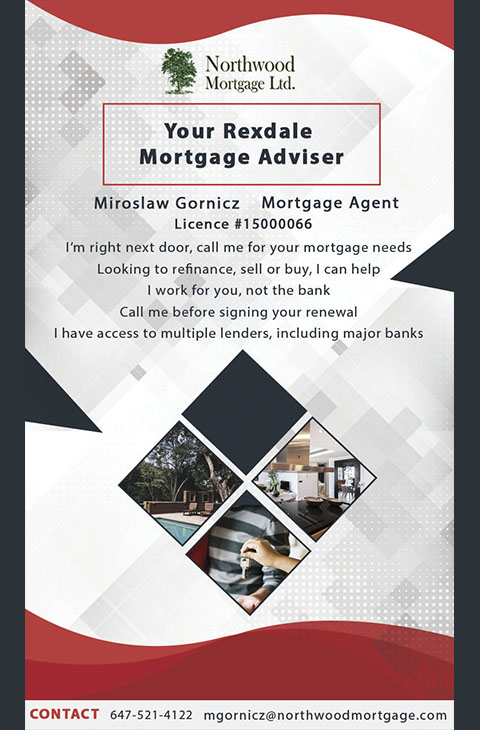 Northwood
Mortgage Ltd.
Your Rexdale
Mortgage Adviser
Miroslaw Gornicz Mortgage Agent
Licence #15000066
I’m right next door, call me for your mortgage needs
Looking to refinance, sell or buy, I can help
I work for you, not the bank
Call me before signing your renewal
I have access to multiple lenders, including major banks
CONTACT 647-521-4122 mgornicz@northwoodmortgage.com